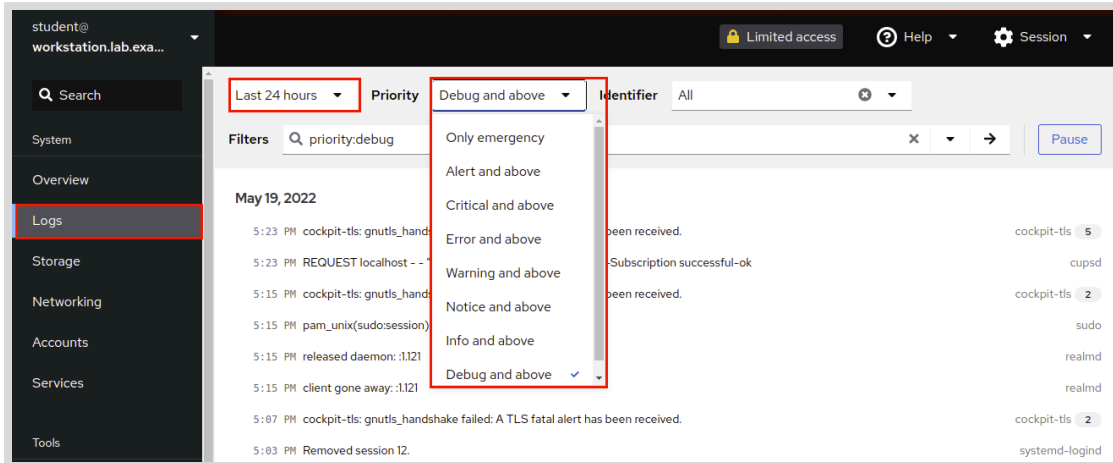 student@
workstation.lab.exa...
Limited access
Help
Session
Search
System
Overview
Logs
Storage
Networking
Accounts
Services
Tools
Last 24 hours
Priority
Debug and above
Identifier
All
Filters
priority:debug
Pause
Only emergency
Alert and above
Critical and above
Error and above
Warning and above
Notice and above
Info and above
Debug and above
May 19, 2022
5:23 PM cockpit-tls: gnutls_hands been received. cockpit-tls 5
5:23 PM REQUEST localhost - - " -Subscription successful-ok cupsd
5:15 PM cockpit-tls: gnutls_hands been received. cockpit-tls 2
5:15 PM pam_unix(sudo:session) sudo
5:15 PM released daemon: :1.121 realmd
5:15 PM client gone away: :1.121 realmd
5:07 PM cockpit-tls: gnutls_handshake failed: A TLS fatal alert has been received. cockpit-tls 2
5:03 PM Removed session 12. systemd-logind